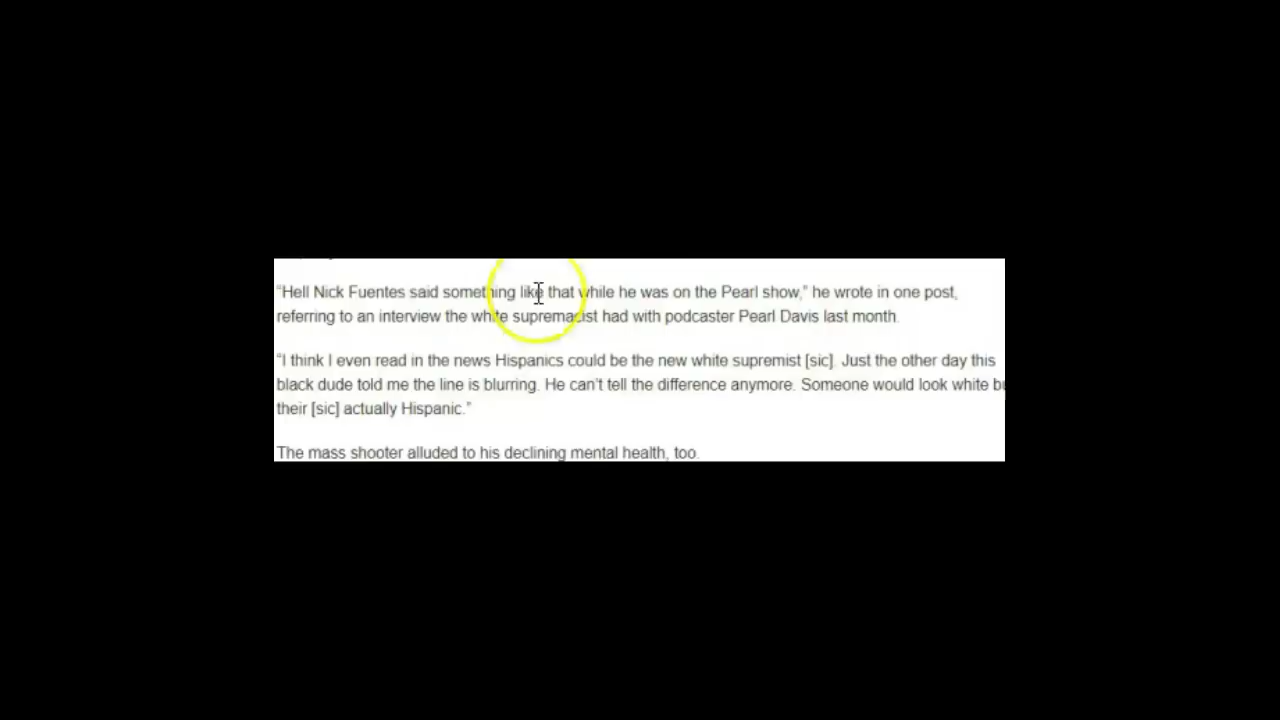 “Hell Nick Fuentes said something like that while he was on the Pearl show,” he wrote in one post,
referring to an interview the white supremacist had with podcaster Pearl Davis last month.
“I think I even read in the news Hispanics could be the new white supremist [sic]. Just the other day this
black dude told me the line is blurring. He can’t tell the difference anymore. Someone would look white
their [sic] actually Hispanic.”
The mass shooter alluded to his declining mental health, too.